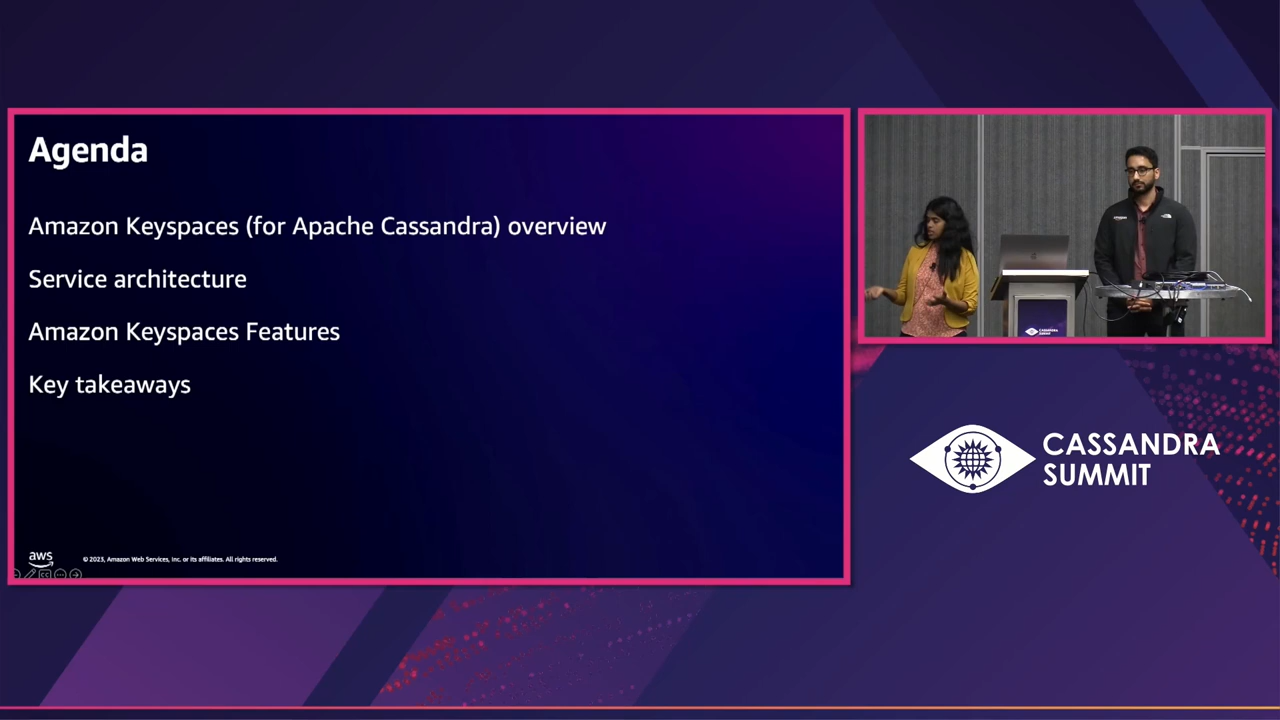 Agenda
Amazon Keyspaces (for Apache Cassandra) overview
Service architecture
Amazon Keyspaces Features
Key takeaways
aws
© 2023, Amazon Web Services, Inc. or its affiliates. All rights reserved.
CASSANDRA
SUMMIT